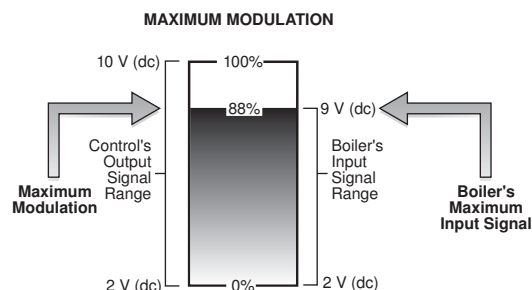 MAXIMUM MODULATION
10 V (dc)
100%
88%
9 V (dc)
Control's
Output
Signal
Range
Boiler's
Input
Signal
Range
Maximum
Modulation
Boiler's
Maximum
Input Signal
2 V (dc)
0%
2 V (dc)